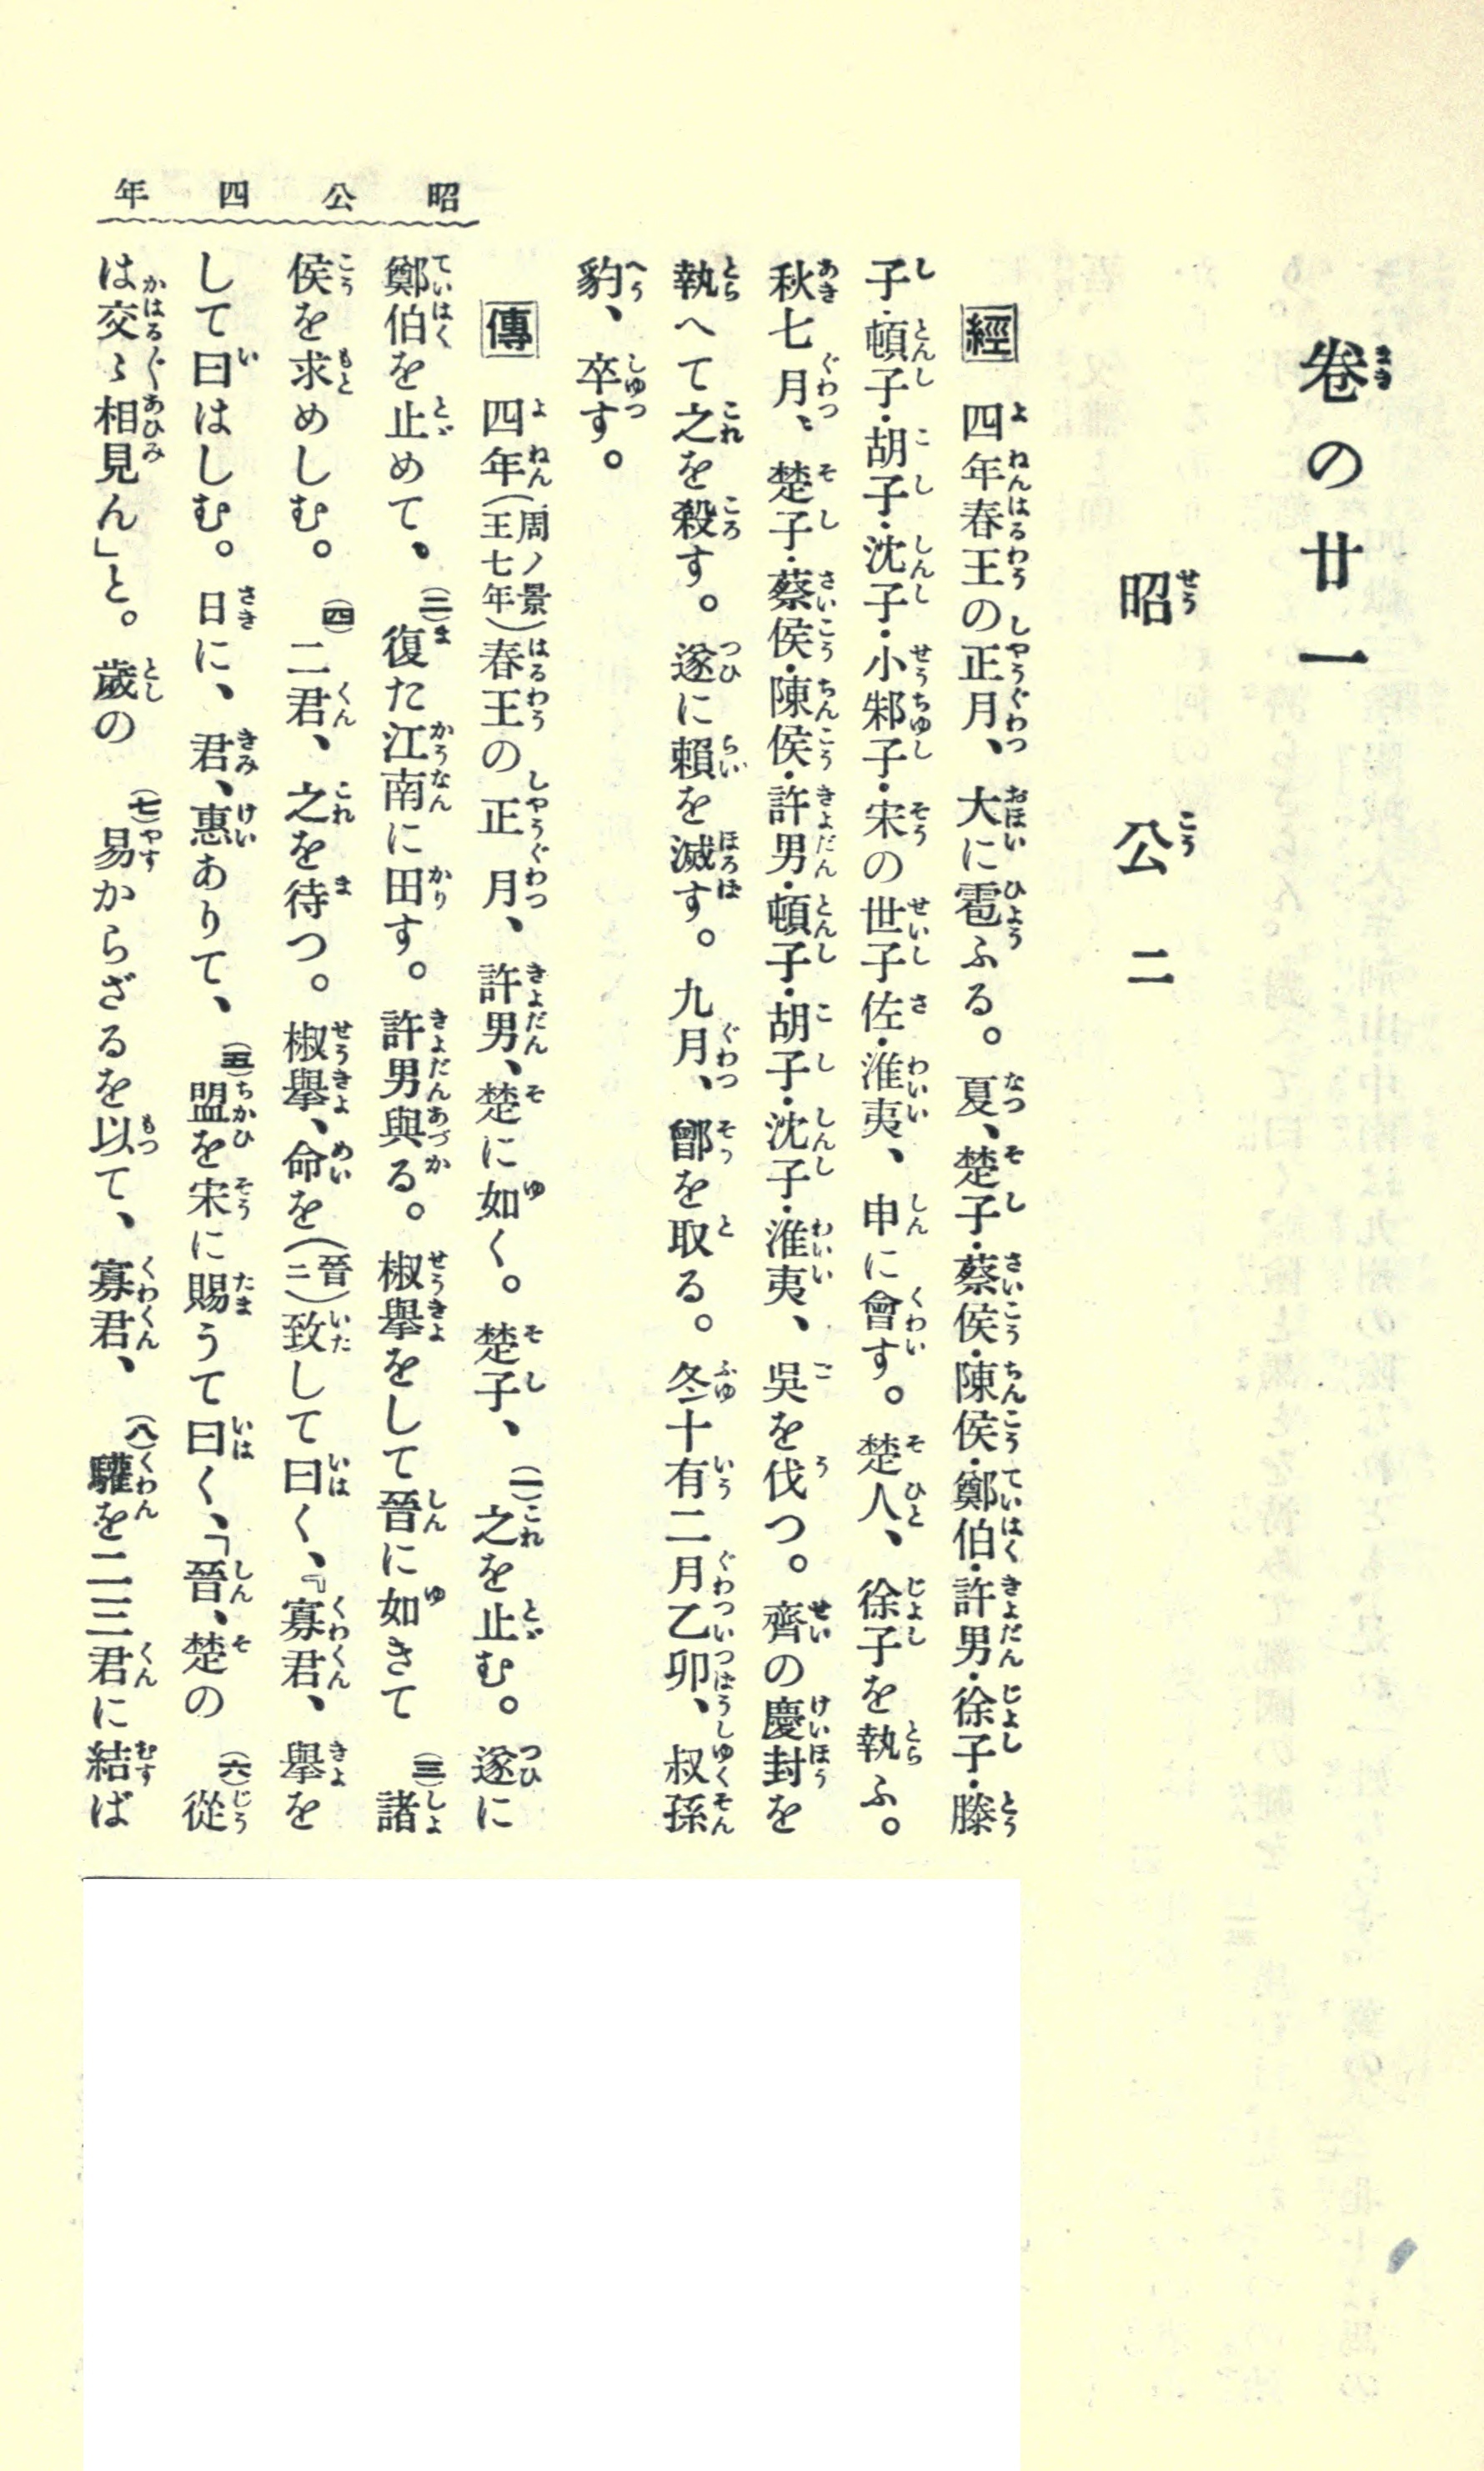 卷の廿一
昭公二
經 四年春王の正月、大に雹ふる。夏、楚子・蔡侯・陳侯・鄭伯・許男・徐子・滕
子・頓子・胡子・沈子・小邾子・宋の世子佐・淮夷、申に會す。楚人、徐子を執ふ。
秋七月、楚子・蔡侯・陳侯・許男・頓子・胡子・沈子・淮夷、吳を伐つ。齊の慶封を
執へて之を殺す。遂に賴を滅す。九月、鄫を取る。冬十有二月乙卯、叔孫
豹、卒す。
傳 四年(周ノ景王七年)春王の正月、許男、楚に如く。楚子、(一)之を止む。遂に
鄭伯を止めて、(二)復た江南に田す。許男與る。椒擧をして晉に如きて(三)諸
侯を求めしむ。(四)二君、之を待つ。椒擧、命を(晉ニ)致して曰く、『寡君、擧を
して曰はしむ。日に、君、惠ありて、(五)盟を宋に賜うて曰く、「晉、楚の(六)從
は交〻相見ん」と。歲の(七)易からざるを以て、寡君、(八)驩を二三君に結ば
昭公四年